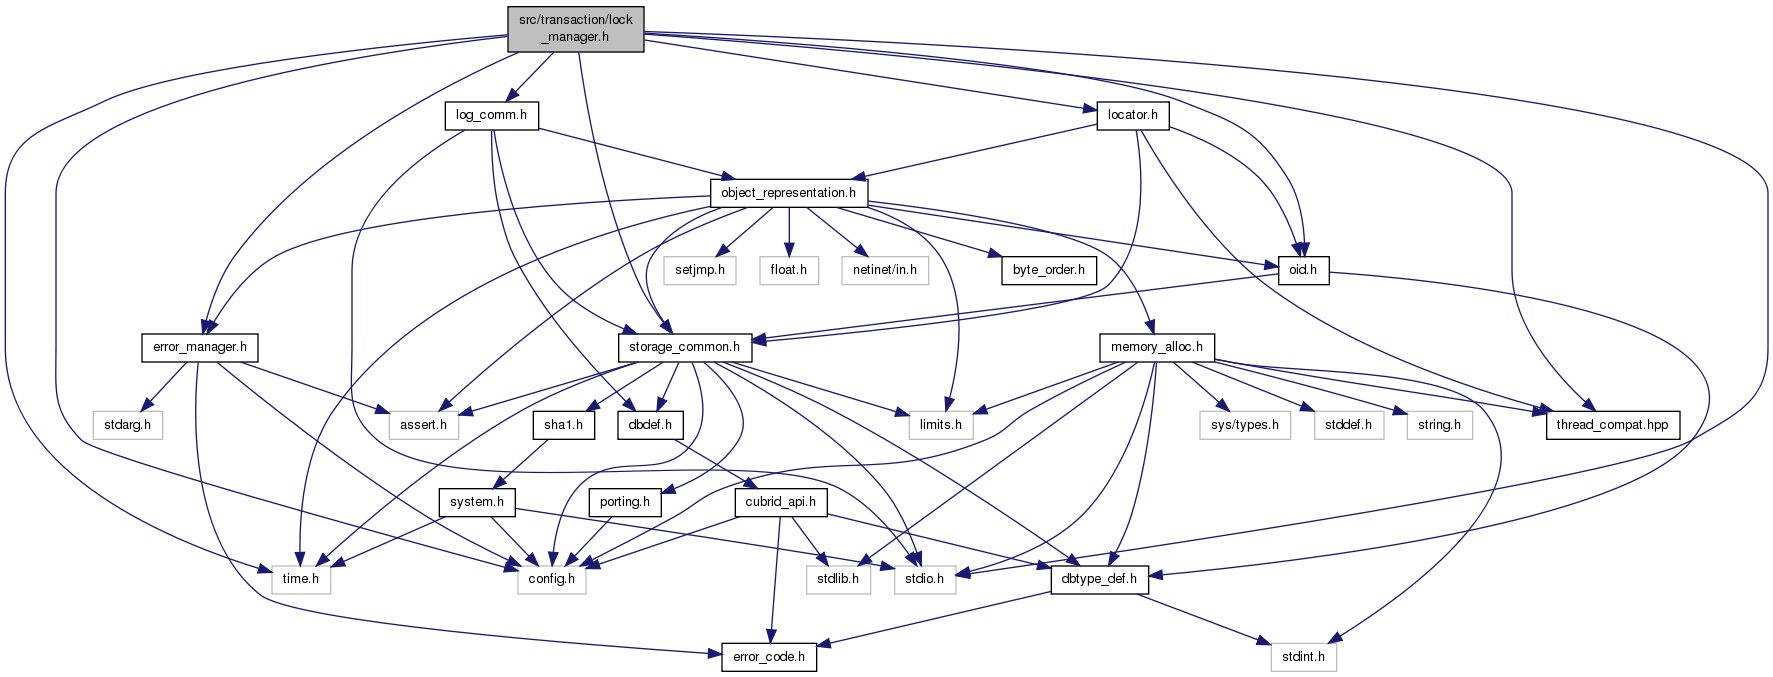 src/transaction/lock
_manager.h
log_comm.h
locator.h
object_representation.h
setjmp.h
float.h
netinet/in.h
byte_order.h
oid.h
error_manager.h
storage_common.h
memory_alloc.h
stdarg.h
assert.h
sha1.h
dbdef.h
limits.h
sys/types.h
stddef.h
string.h
thread_compat.hpp
system.h
porting.h
cubrid_api.h
time.h
config.h
stdlib.h
stdio.h
dbtype_def.h
error_code.h
stdint.h